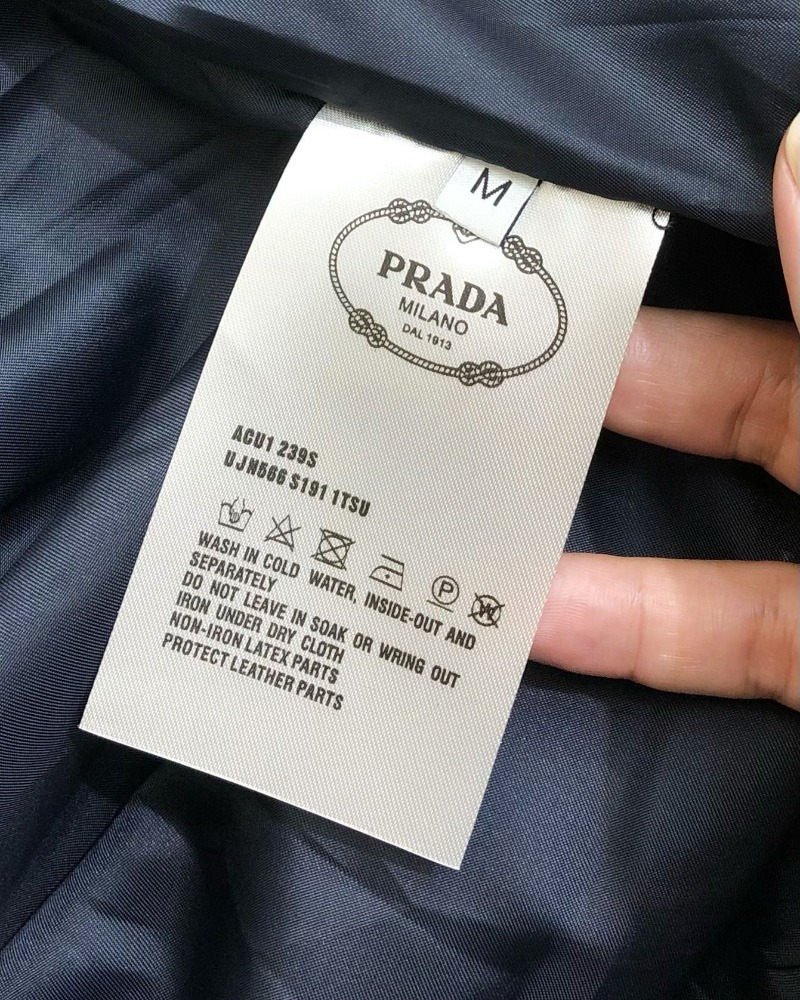 M
PRADA
MILANO
DAL 1913
ACU1 239S
UJN566 S191 1TSU
P
W
WASH IN COLD WATER, INSIDE-OUT AND
SEPARATELY
DO NOT LEAVE IN SOAK OR WRING OUT
IRON UNDER DRY CLOTH
NON-IRON LATEX PARTS
PROTECT LEATHER PARTS